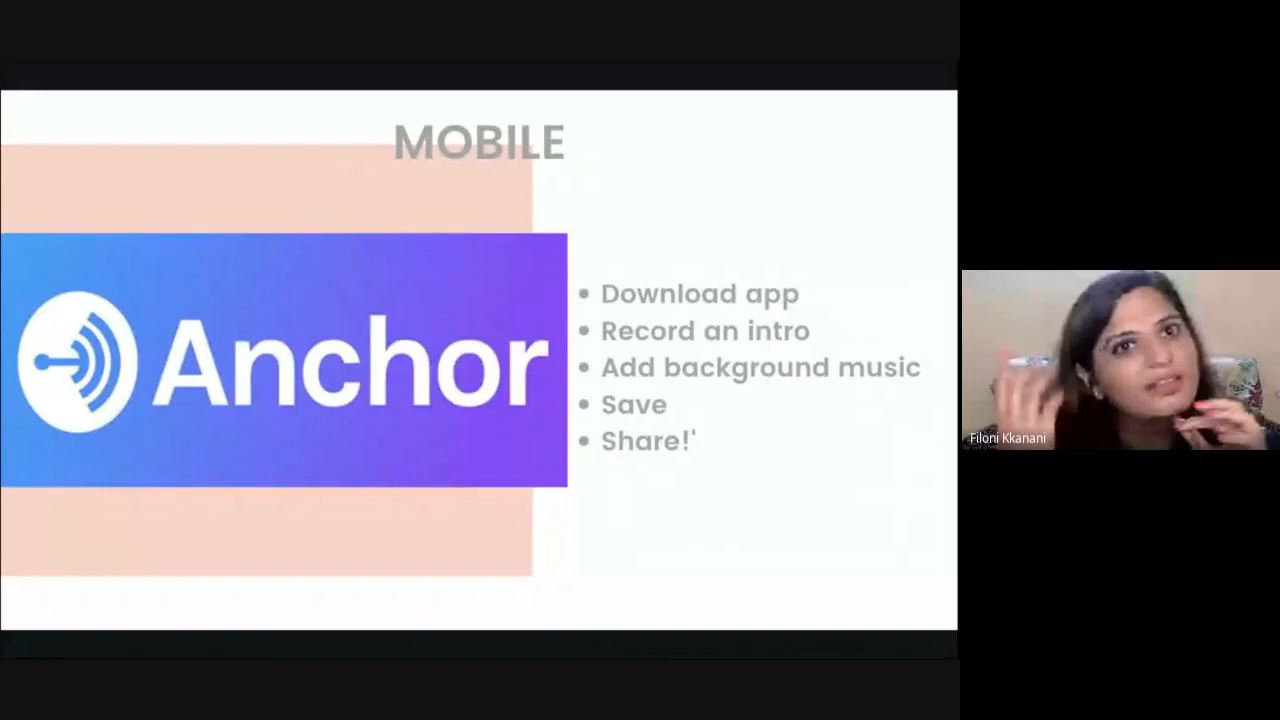 MOBILE
Anchor
• Download app
• Record an intro
• Add background music
• Save
• Share!'
Filoni Kkanani